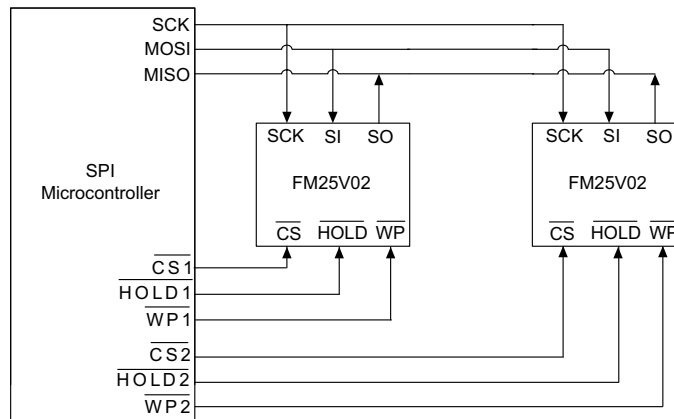 SCK
MOSI
MISO
SCK SI SO
SCK SI SO
SPI
Microcontroller
FM25V02
FM25V02
CS HOLD WP
CS HOLD WP
CS1
HOLD1
WP1
CS2
HOLD2
WP2